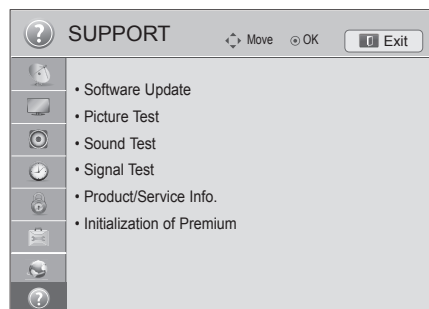 SUPPORT
Move OK Exit
• Software Update
• Picture Test
• Sound Test
• Signal Test
• Product/Service Info.
• Initialization of Premium